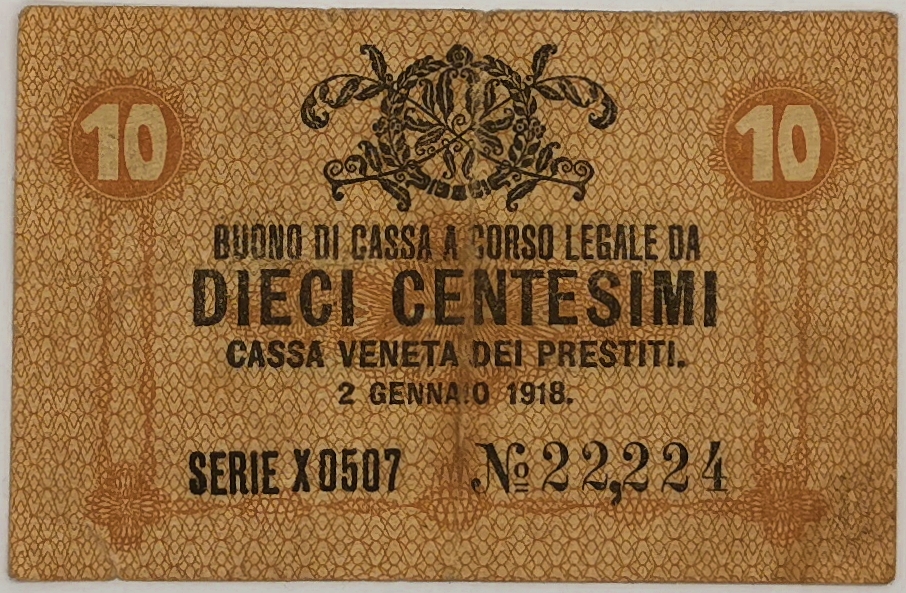 10 10
BUONO DI CASSA A CORSO LEGALE DA
DIECI CENTESIMI
CASSA VENETA DEI PRESTITI.
2 GENNAIO 1918.
SERIE X0507 Nº 22,224